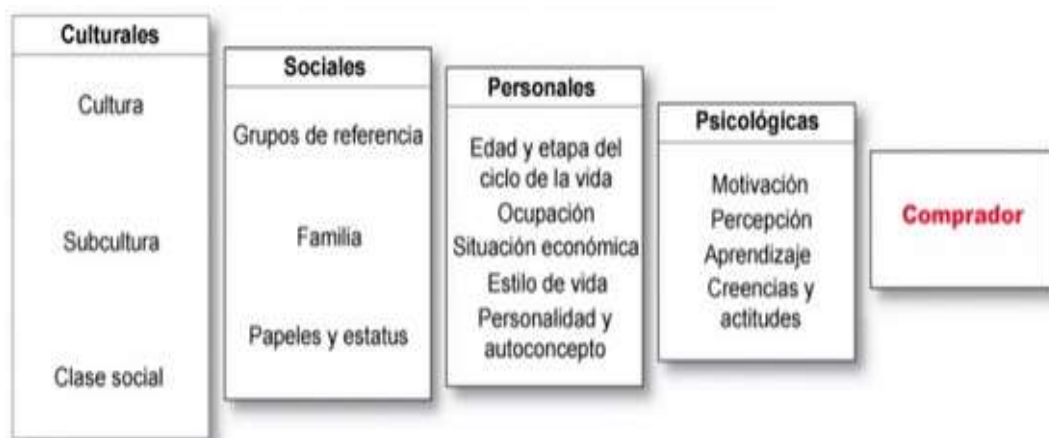 Culturales
Cultura
Subcultura
Clase social
Sociales
Grupos de referencia
Familia
Papeles y estatus
Personales
Edad y etapa del
ciclo de la vida
Ocupación
Situación económica
Estilo de vida
Personalidad y
autoconcepto
Psicológicas
Motivación
Percepción
Aprendizaje
Creencias y
actitudes
Comprador